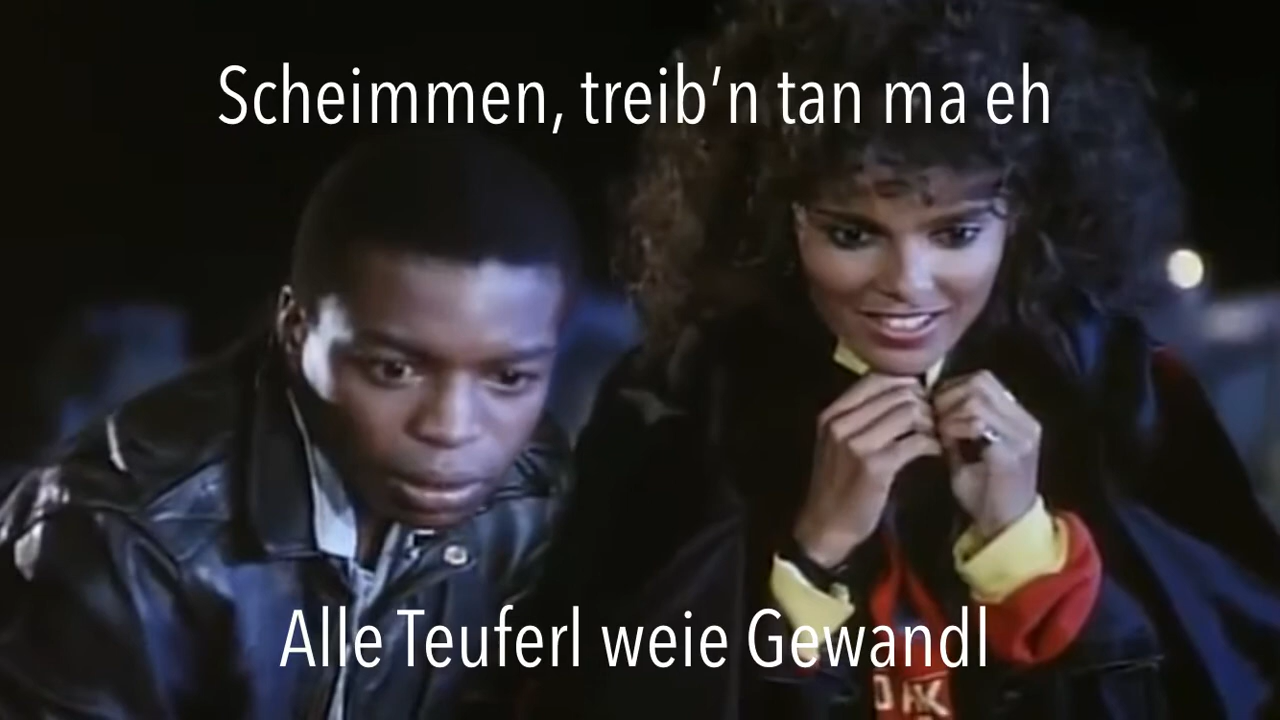 Scheimmen, treib’n tan ma eh
Alle Teuferl weie Gewandl